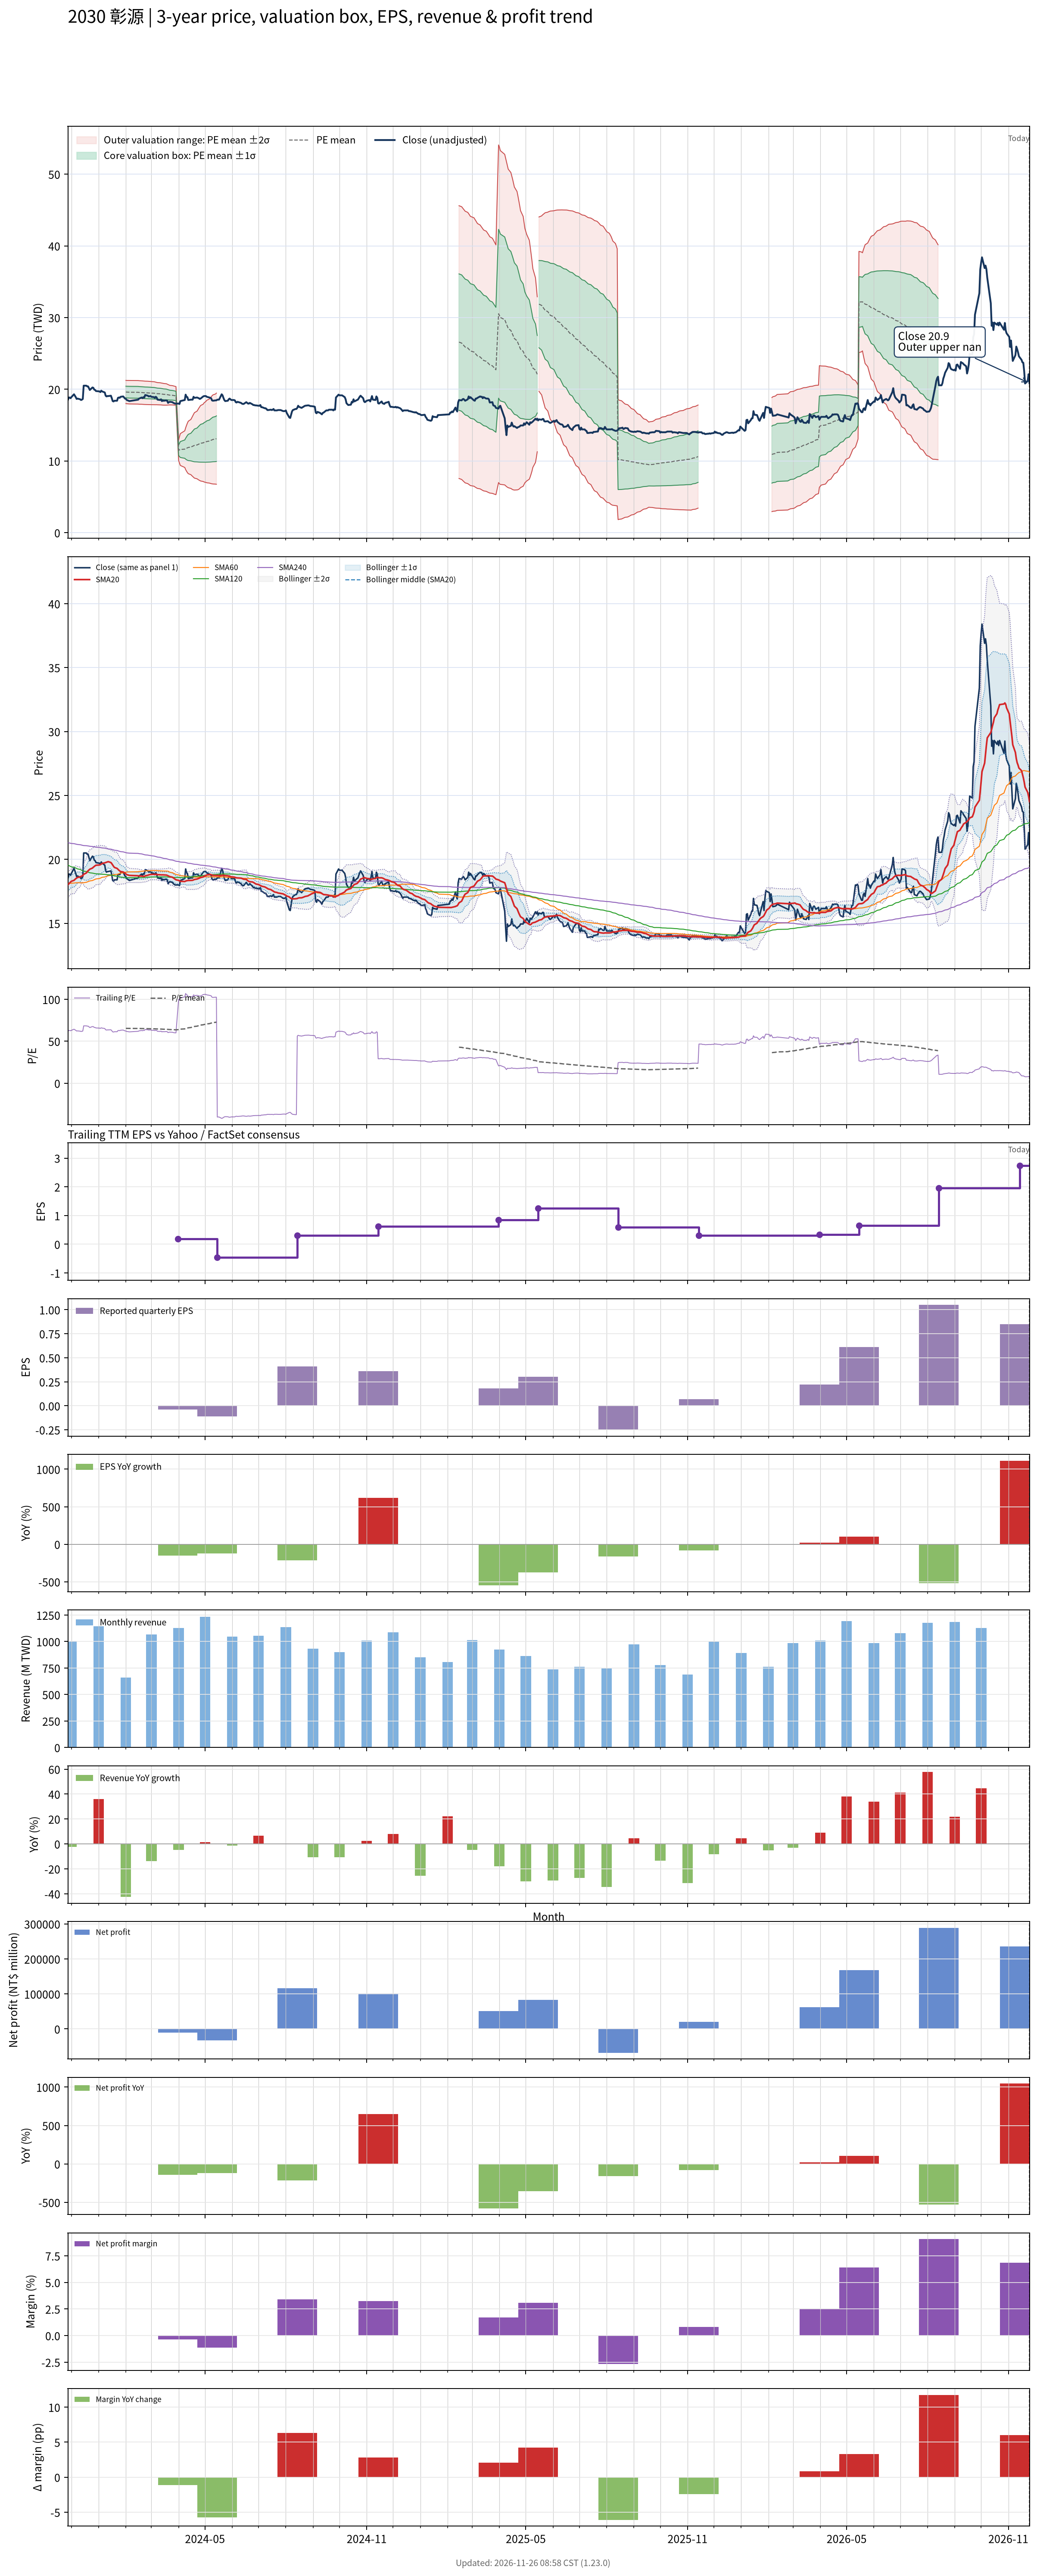 2030 彰源 | 3-year price, valuation box, EPS, revenue & profit trend
Outer valuation range: PE mean ±2σ
Core valuation box: PE mean ±1σ
PE mean
Close (unadjusted)
Today
50
40
30
20
10
0
Price (TWD)
Close 20.9
Outer upper nan
Close (same as panel 1)
SMA20
SMA60
SMA120
SMA240
Bollinger ±2σ
Bollinger ±1σ
Bollinger middle (SMA20)
40
35
30
25
20
15
Price
Trailing P/E
P/E mean
100
50
0
P/E
Trailing TTM EPS vs Yahoo / FactSet consensus
Today
3
2
1
0
-1
EPS
Reported quarterly EPS
1.00
0.75
0.50
0.25
0.00
-0.25
EPS
EPS YoY growth
1000
500
0
-500
YoY (%)
Monthly revenue
1250
1000
750
500
250
0
Revenue (M TWD)
Revenue YoY growth
60
40
20
0
-20
-40
YoY (%)
Month
Net profit
300000
200000
100000
0
Net profit (NT$ million)
Net profit YoY
1000
500
0
-500
YoY (%)
Net profit margin
7.5
5.0
2.5
0.0
-2.5
Margin (%)
Margin YoY change
10
5
0
-5
Δ margin (pp)
2024-05
2024-11
2025-05
2025-11
2026-05
2026-11
Updated: 2026-11-26 08:58 CST (1.23.0)